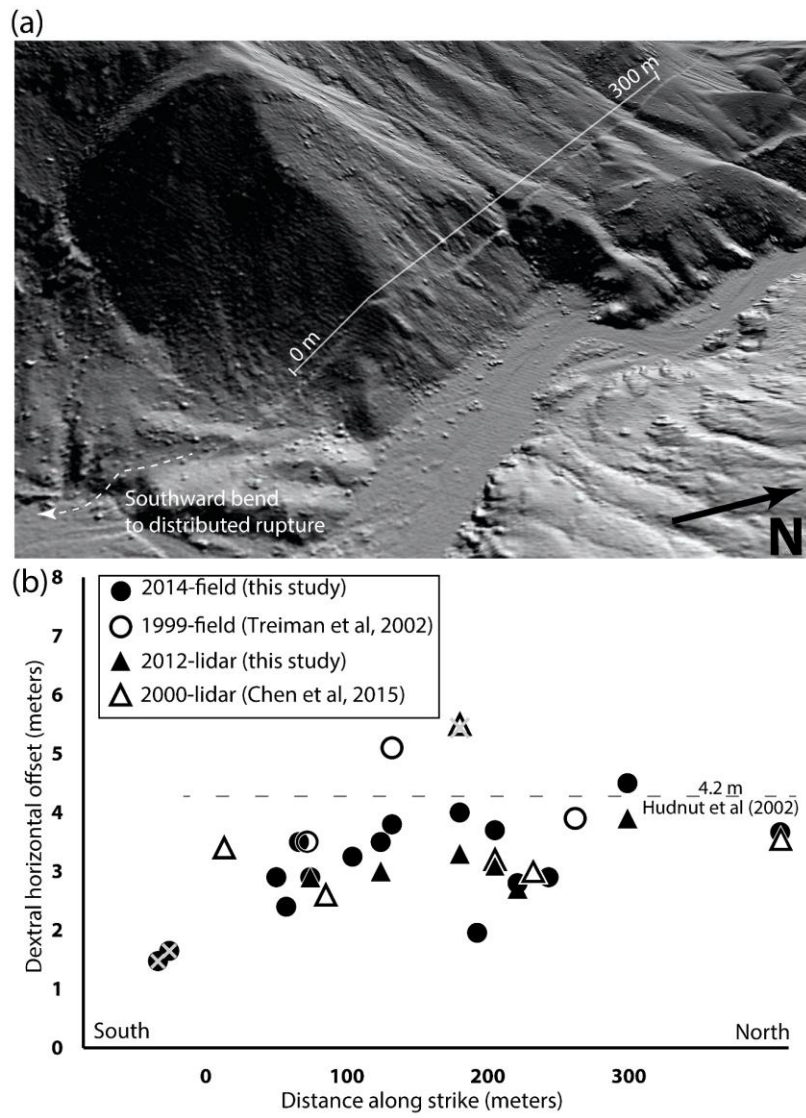 (a)
300 m
0 m
Southward bend
to distributed rupture
N
(b)
8
7
6
5
4
3
2
1
0
Dextral horizontal offset (meters)
2014-field (this study)
1999-field (Treiman et al, 2002)
2012-lidar (this study)
2000-lidar (Chen et al, 2015)
4.2 m
Hudnut et al (2002)
South
North
0 100 200 300
Distance along strike (meters)